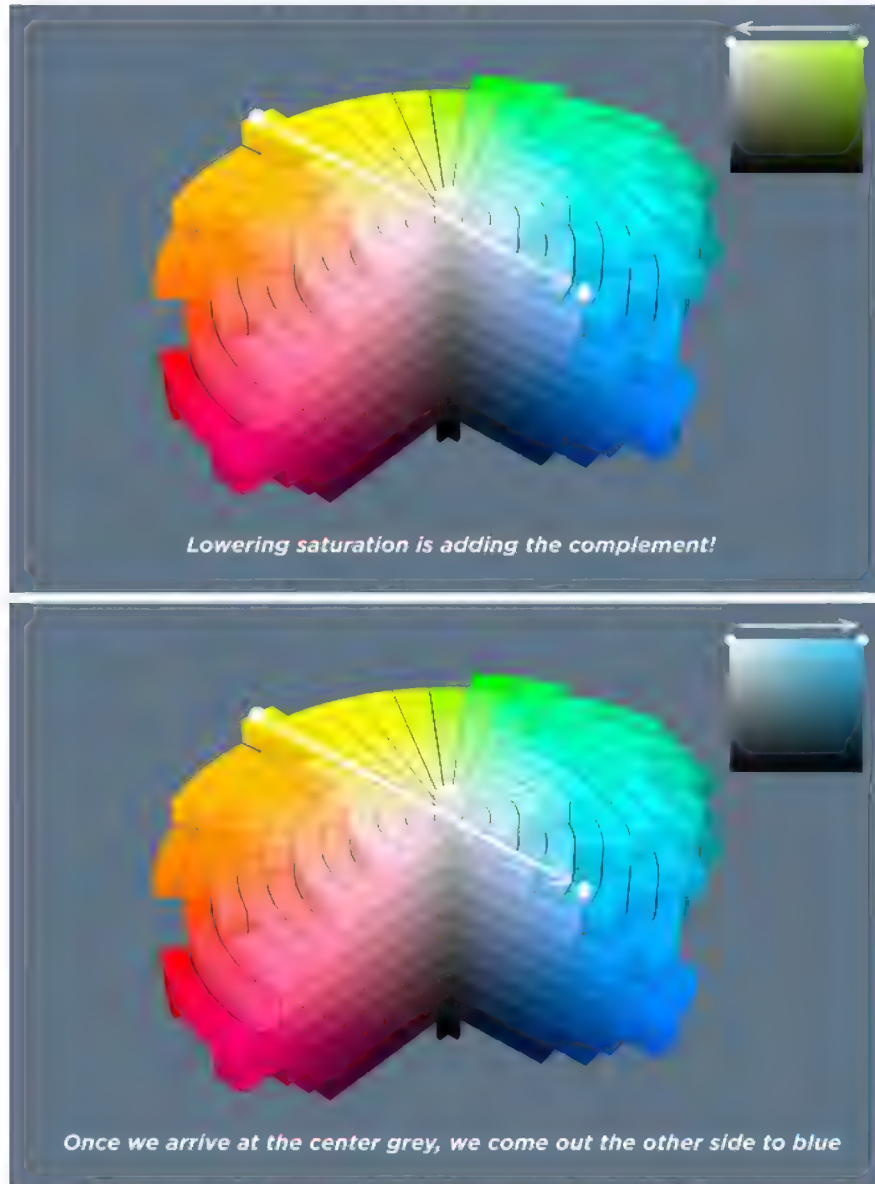 Lowering saturation is adding the complement!
Once we arrive at the center grey, we come out the other side to blue